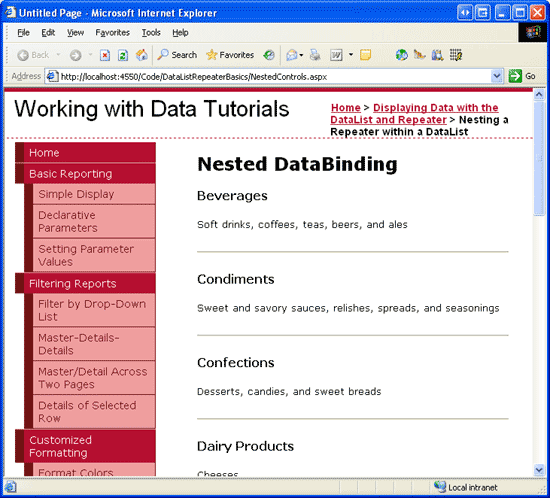 Untitled Page - Microsoft Internet Explorer
File Edit View Favorites Tools Help
Back Search Favorites
Address http://localhost:4550/Code/DataListRepeaterBasics/NestedControls.aspx Go
Working with Data Tutorials
Home > Displaying Data with the
DataList and Repeater > Nesting a
Repeater within a DataList
Home
Basic Reporting
Simple Display
Declarative
Parameters
Setting Parameter
Values
Filtering Reports
Filter by Drop-Down
List
Master-Details-
Details
Master/Detail Across
Two Pages
Details of Selected
Row
Customized
Formatting
Format Colors
Nested DataBinding
Beverages
Soft drinks, coffees, teas, beers, and ales
Condiments
Sweet and savory sauces, relishes, spreads, and seasonings
Confections
Desserts, candies, and sweet breads
Dairy Products
Cheeses
Local intranet